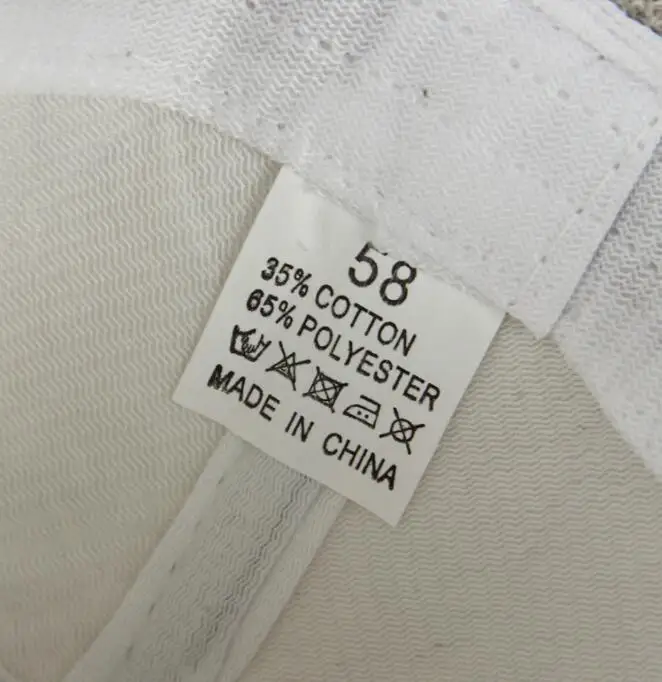 58
35% COTTON
65% POLYESTER
MADE IN CHINA